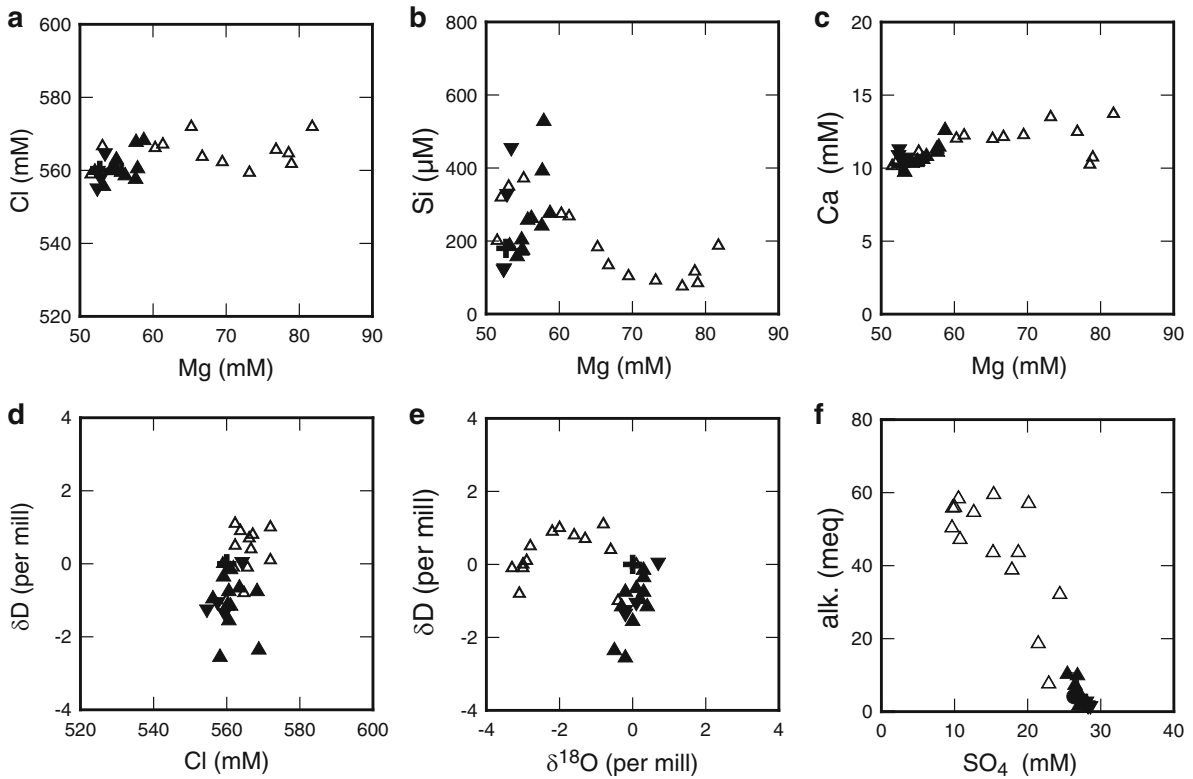 a
600
580
560
540
520
Cl (mM)
50 60 70 80 90
Mg (mM)
b
800
600
400
200
0
Si (µM)
50 60 70 80 90
Mg (mM)
c
20
15
10
5
0
Ca (mM)
50 60 70 80 90
Mg (mM)
d
4
2
0
-2
-4
δD (per mill)
520 540 560 580 600
Cl (mM)
e
4
2
0
-2
-4
δD (per mill)
-4 -2 0 2 4
δ18O (per mill)
f
80
60
40
20
0
alk. (meq)
0 10 20 30 40
SO4 (mM)